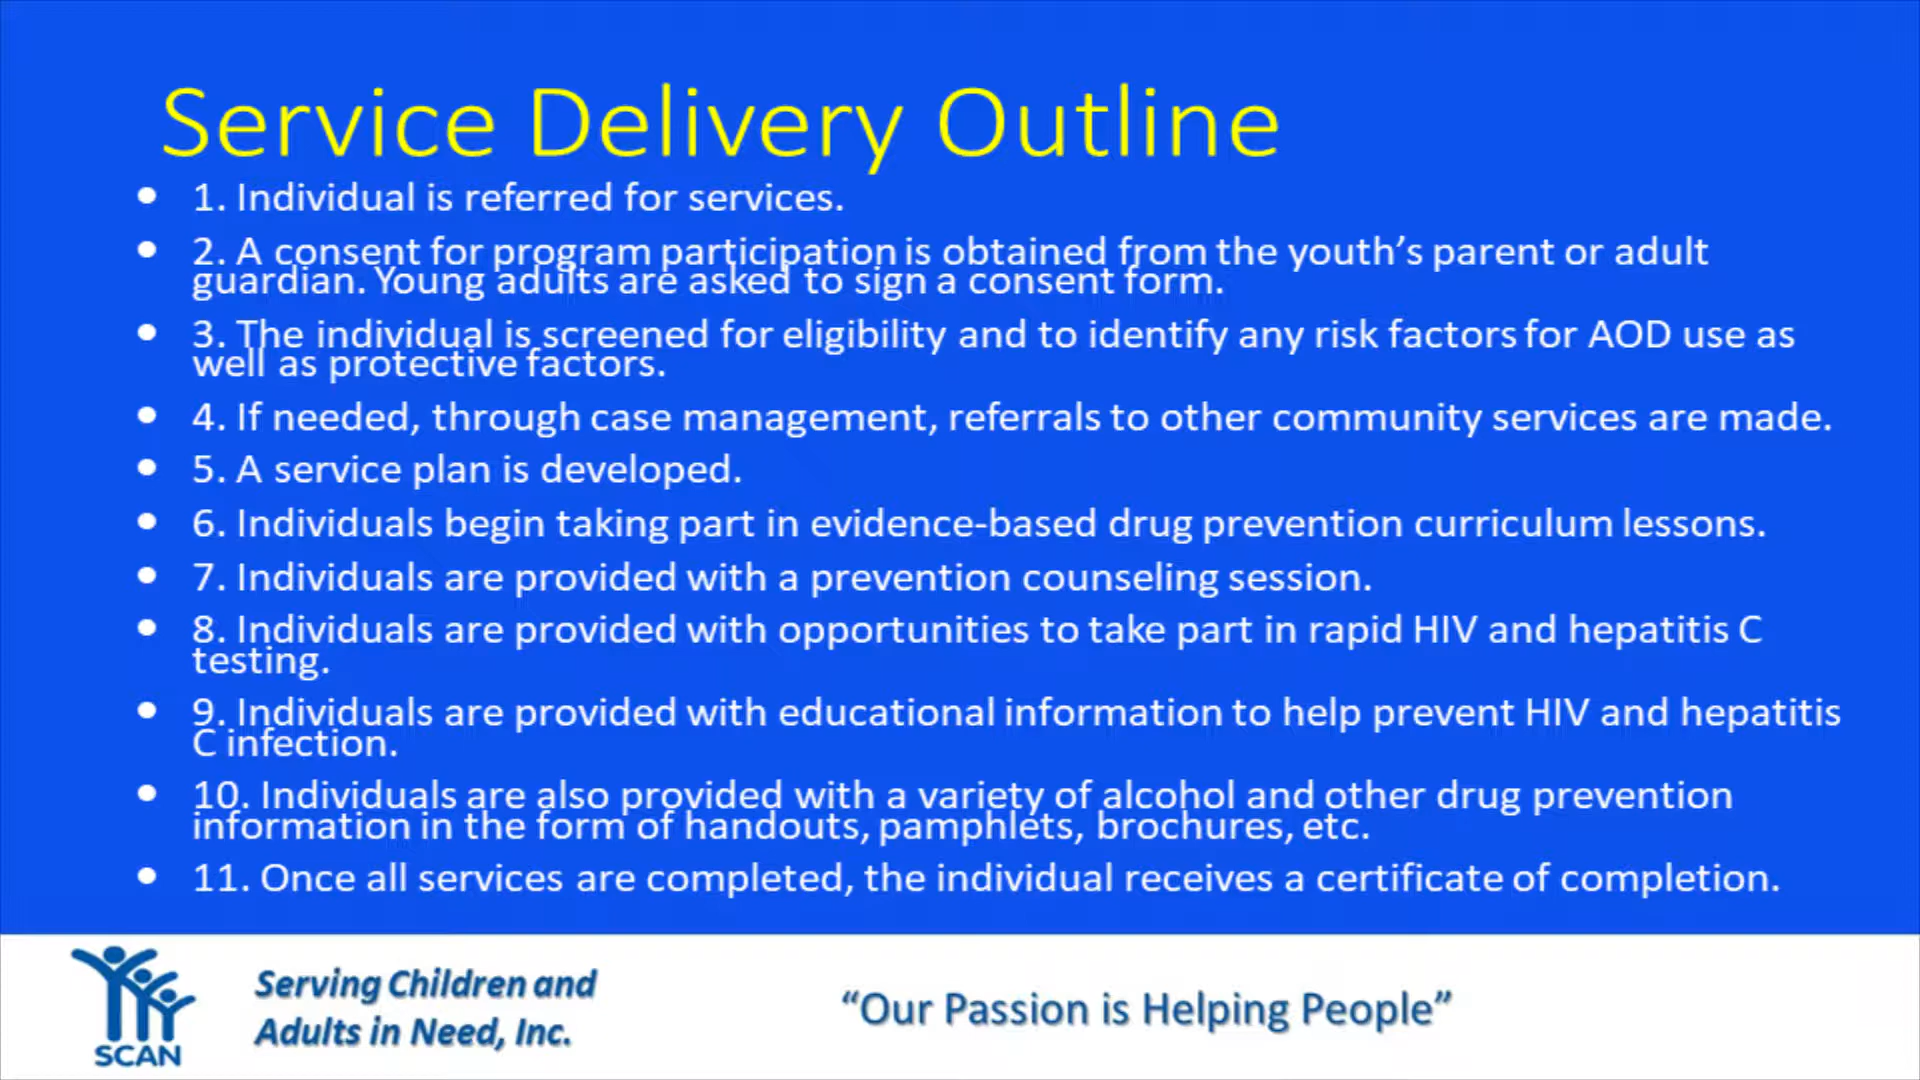 Service Delivery Outline
• 1. Individual is referred for services.
• 2. A consent for program participation is obtained from the youth’s parent or adult
guardian. Young adults are asked to sign a consent form.
• 3. The individual is screened for eligibility and to identify any risk factors for AOD use as
well as protective factors.
• 4. If needed, through case management, referrals to other community services are made.
• 5. A service plan is developed.
• 6. Individuals begin taking part in evidence-based drug prevention curriculum lessons.
• 7. Individuals are provided with a prevention counseling session.
• 8. Individuals are provided with opportunities to take part in rapid HIV and hepatitis C
testing.
• 9. Individuals are provided with educational information to help prevent HIV and hepatitis
C infection.
• 10. Individuals are also provided with a variety of alcohol and other drug prevention
information in the form of handouts, pamphlets, brochures, etc.
• 11. Once all services are completed, the individual receives a certificate of completion.
Serving Children and
Adults in Need, Inc.
“Our Passion is Helping People”
SCAN